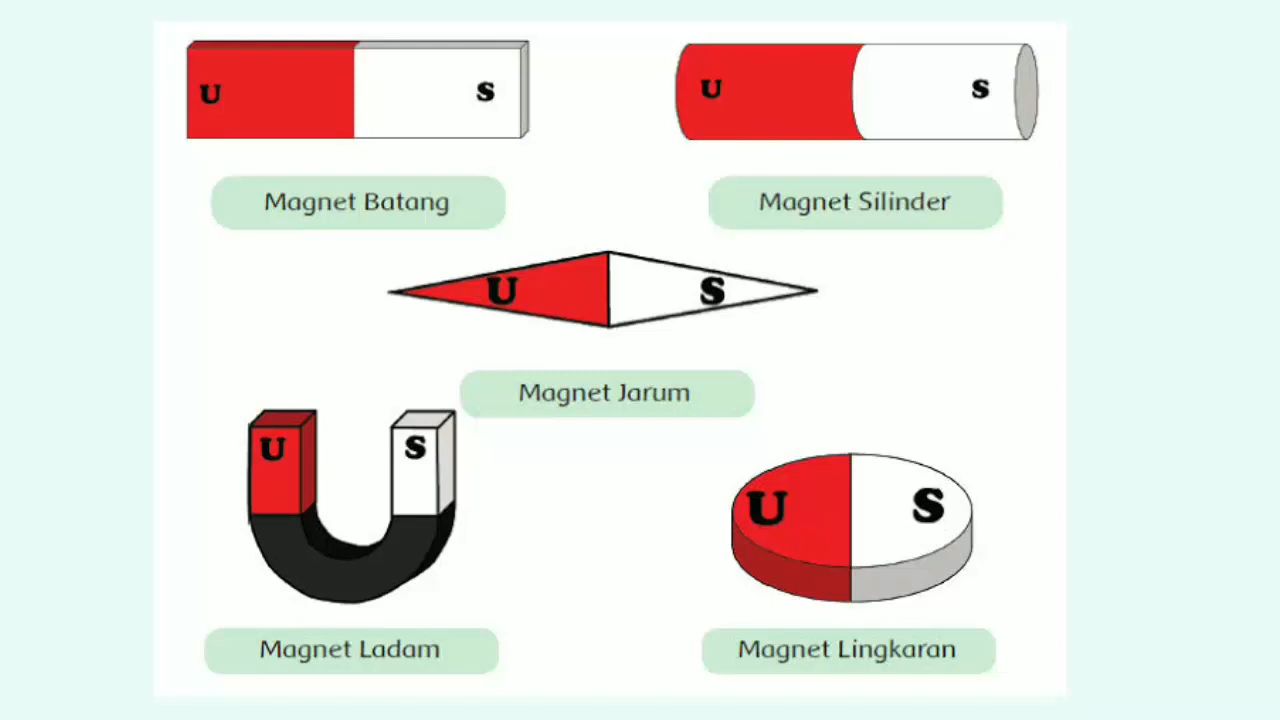 U S
U S
Magnet Batang
Magnet Silinder
U S
Magnet Jarum
U S
U S
Magnet Ladam
Magnet Lingkaran